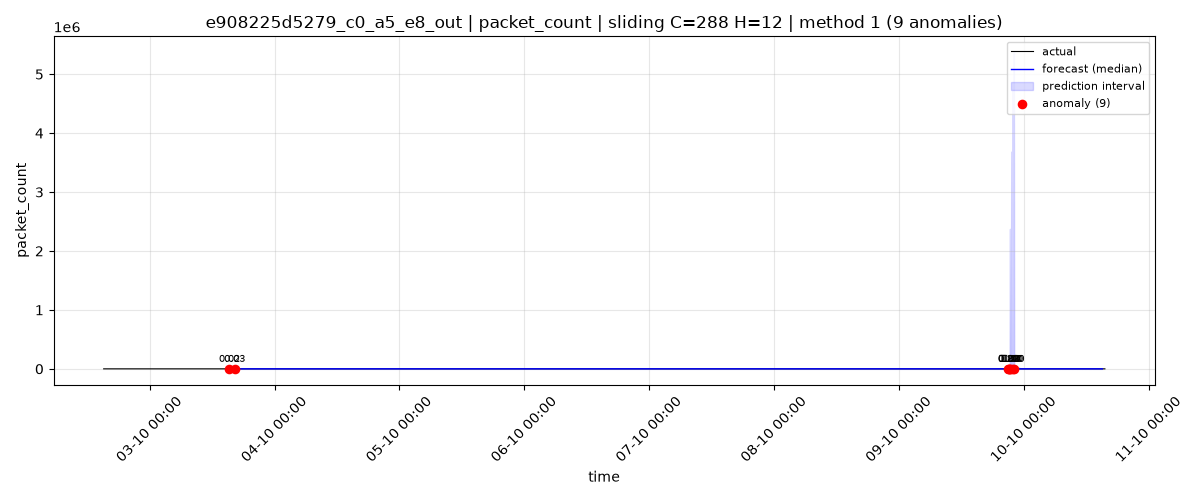 e908225d5279_c0_a5_e8_out | packet_count | sliding C=288 H=12 | method 1 (9 anomalies)
1e6
actual
forecast (median)
prediction interval
anomaly (9)
5
4
3
2
1
0
packet_count
03-10 00:00
04-10 00:00
05-10 00:00
06-10 00:00
07-10 00:00
08-10 00:00
09-10 00:00
10-10 00:00
11-10 00:00
time